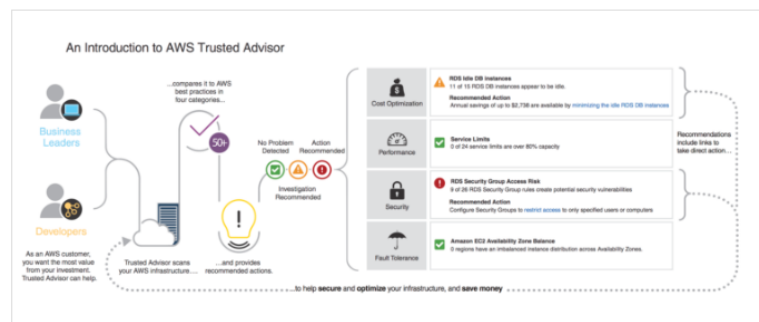 An Introduction to AWS Trusted Advisor
Business
Leaders
Developers
As an AWS customer,
you want the most value
from your investment.
Trusted Advisor can help.
Trusted Advisor scans
your AWS infrastructure....
...compares it to AWS
best practices in
four categories...
50+
...and provides
recommended actions.
No Problem
Detected
Action
Recommended
Investigation
Recommended
Cost Optimization
RDS Idle DB Instances
11 of 15 RDS DB instances appear to be idle.
Recommended Action
Annual savings of up to $2,738 are available by minimizing the idle RDS DB instances
Performance
Service Limits
0 of 24 service limits are over 80% capacity
Security
RDS Security Group Access Risk
9 of 26 RDS Security Group rules create potential security vulnerabilities
Recommended Action
Configure Security Groups to restrict access to only specified users or computers
Fault Tolerance
Amazon EC2 Availability Zone Balance
0 regions have an imbalanced instance distribution across Availability Zones.
Recommendations
include links to
take direct action...
...to help secure and optimize your infrastructure, and save money